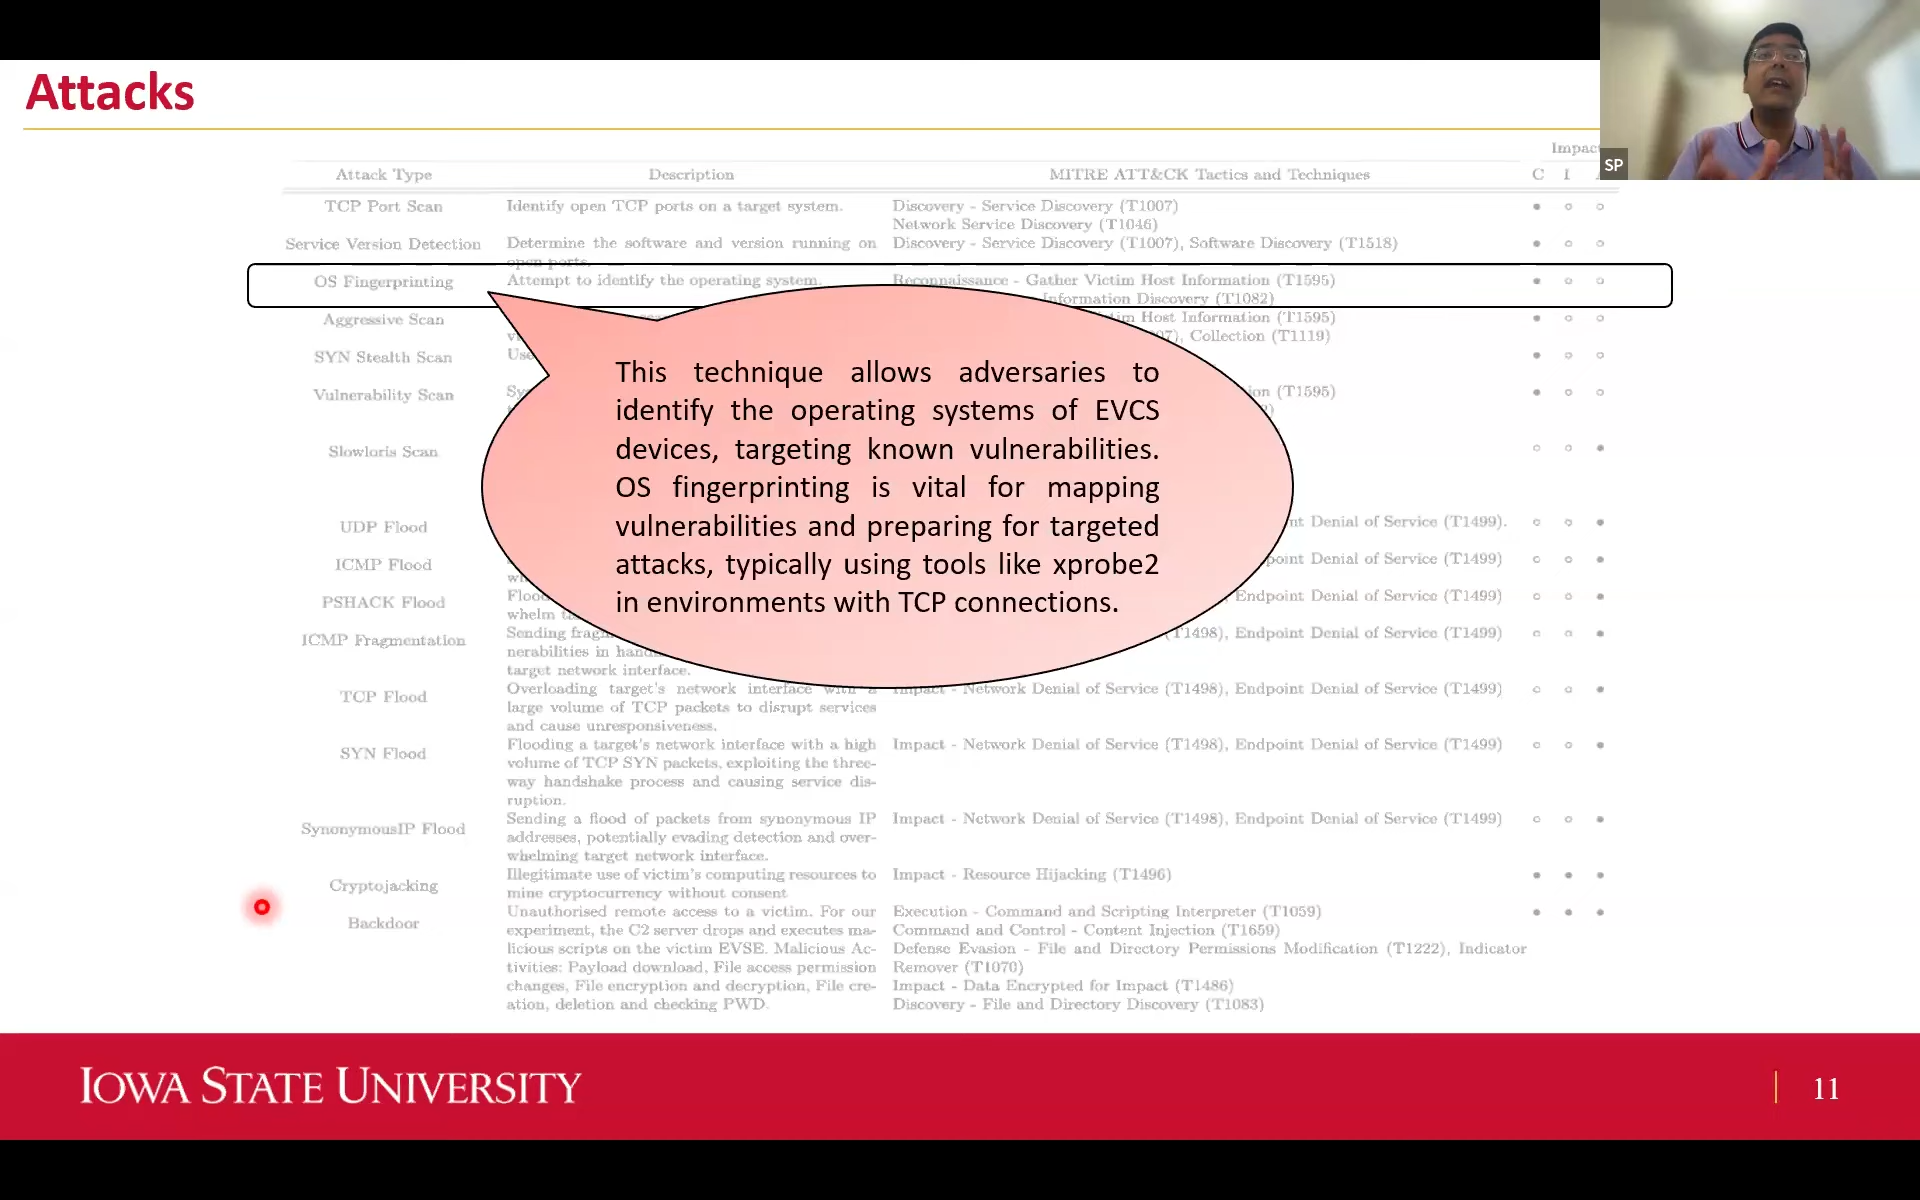 Attacks
Impac
Attack Type Description MITRE ATT&CK Tactics and Techniques C I
SP
TCP Port Scan Identify open TCP ports on a target system. Discovery - Service Discovery (T1007)
Network Service Discovery (T1046)
Service Version Detection Determine the software and version running on Discovery - Service Discovery (T1007), Software Discovery (T1518)
open ports.
OS Fingerprinting Attempt to identify the operating system. Reconnaissance - Gather Victim Host Information (T1595)
Information Discovery (T1082)
Aggressive Scan Host Information (T1595)
Collection (T1119)
SYN Stealth Scan
Vulnerability Scan (T1595)
Slowloris Scan
UDP Flood Denial of Service (T1499).
ICMP Flood Denial of Service (T1499)
PSHACK Flood Endpoint Denial of Service (T1499)
ICMP Fragmentation Sending T1498), Endpoint Denial of Service (T1499)
nerabilities in
target network interface.
TCP Flood Overloading target's network interface with a Impact - Network Denial of Service (T1498), Endpoint Denial of Service (T1499)
large volume of TCP packets to disrupt services
and cause unresponsiveness.
SYN Flood Flooding a target's network interface with a high Impact - Network Denial of Service (T1498), Endpoint Denial of Service (T1499)
volume of TCP SYN packets, exploiting the three-
way handshake process and causing service dis-
ruption.
SynonymousIP Flood Sending a flood of packets from synonymous IP Impact - Network Denial of Service (T1498), Endpoint Denial of Service (T1499)
addresses, potentially evading detection and over-
whelming target network interface.
Cryptojacking Illegitimate use of victim's computing resources to Impact - Resource Hijacking (T1496)
mine cryptocurrency without consent
Backdoor Unauthorised remote access to a victim. For our Execution - Command and Scripting Interpreter (T1059)
experiment, the C2 server drops and executes ma- Command and Control - Content Injection (T1659)
licious scripts on the victim EVSE. Malicious Ac- Defense Evasion - File and Directory Permissions Modification (T1222), Indicator
tivities: Payload download, File access permission Remover (T1070)
changes, File encryption and decryption, File cre- Impact - Data Encrypted for Impact (T1486)
ation, deletion and checking PWD. Discovery - File and Directory Discovery (T1083)
This technique allows adversaries to
identify the operating systems of EVCS
devices, targeting known vulnerabilities.
OS fingerprinting is vital for mapping
vulnerabilities and preparing for targeted
attacks, typically using tools like xprobe2
in environments with TCP connections.
IOWA STATE UNIVERSITY
11